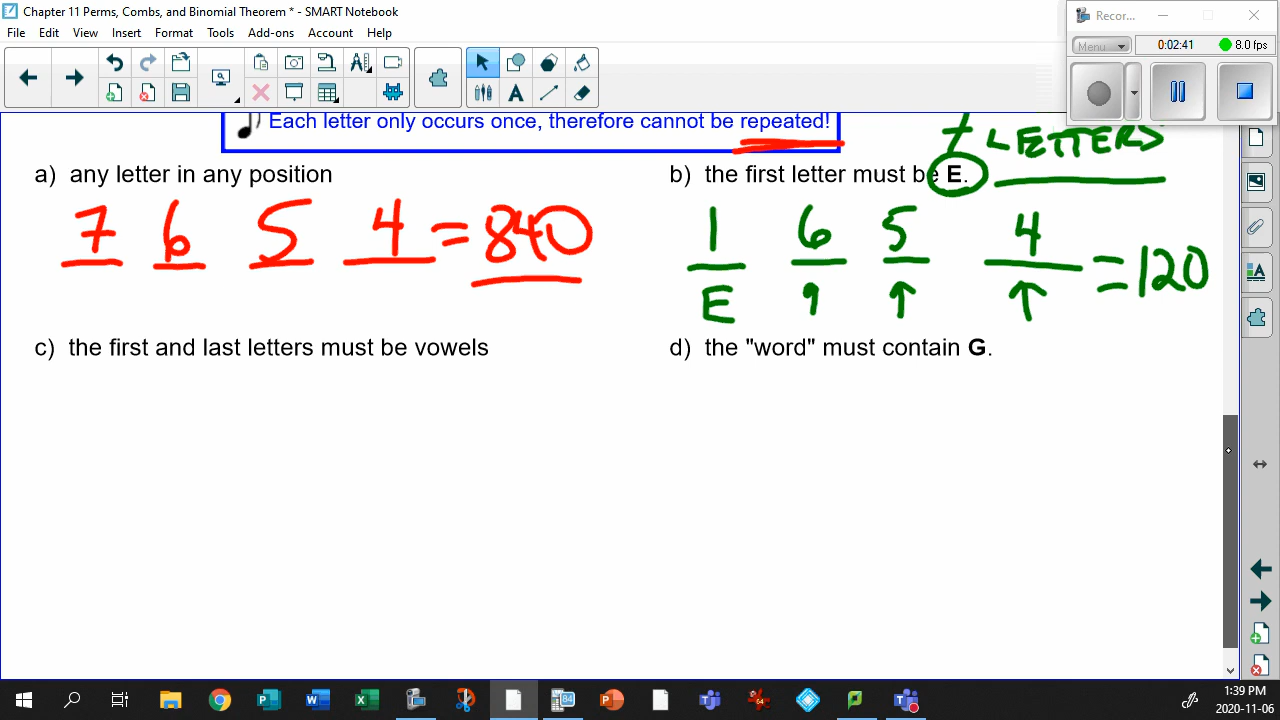 Chapter 11 Perms, Combs, and Binomial Theorem * - SMART Notebook
File Edit View Insert Format Tools Add-ons Account Help
Recor...
Menu 0:02:41 8.0 fps
Each letter only occurs once, therefore cannot be repeated!
7 LETTERS
a) any letter in any position
7 6 5 4 = 840
b) the first letter must be E.
1 6 5 4 = 120
E
c) the first and last letters must be vowels
d) the "word" must contain G.
1:39 PM
2020-11-06